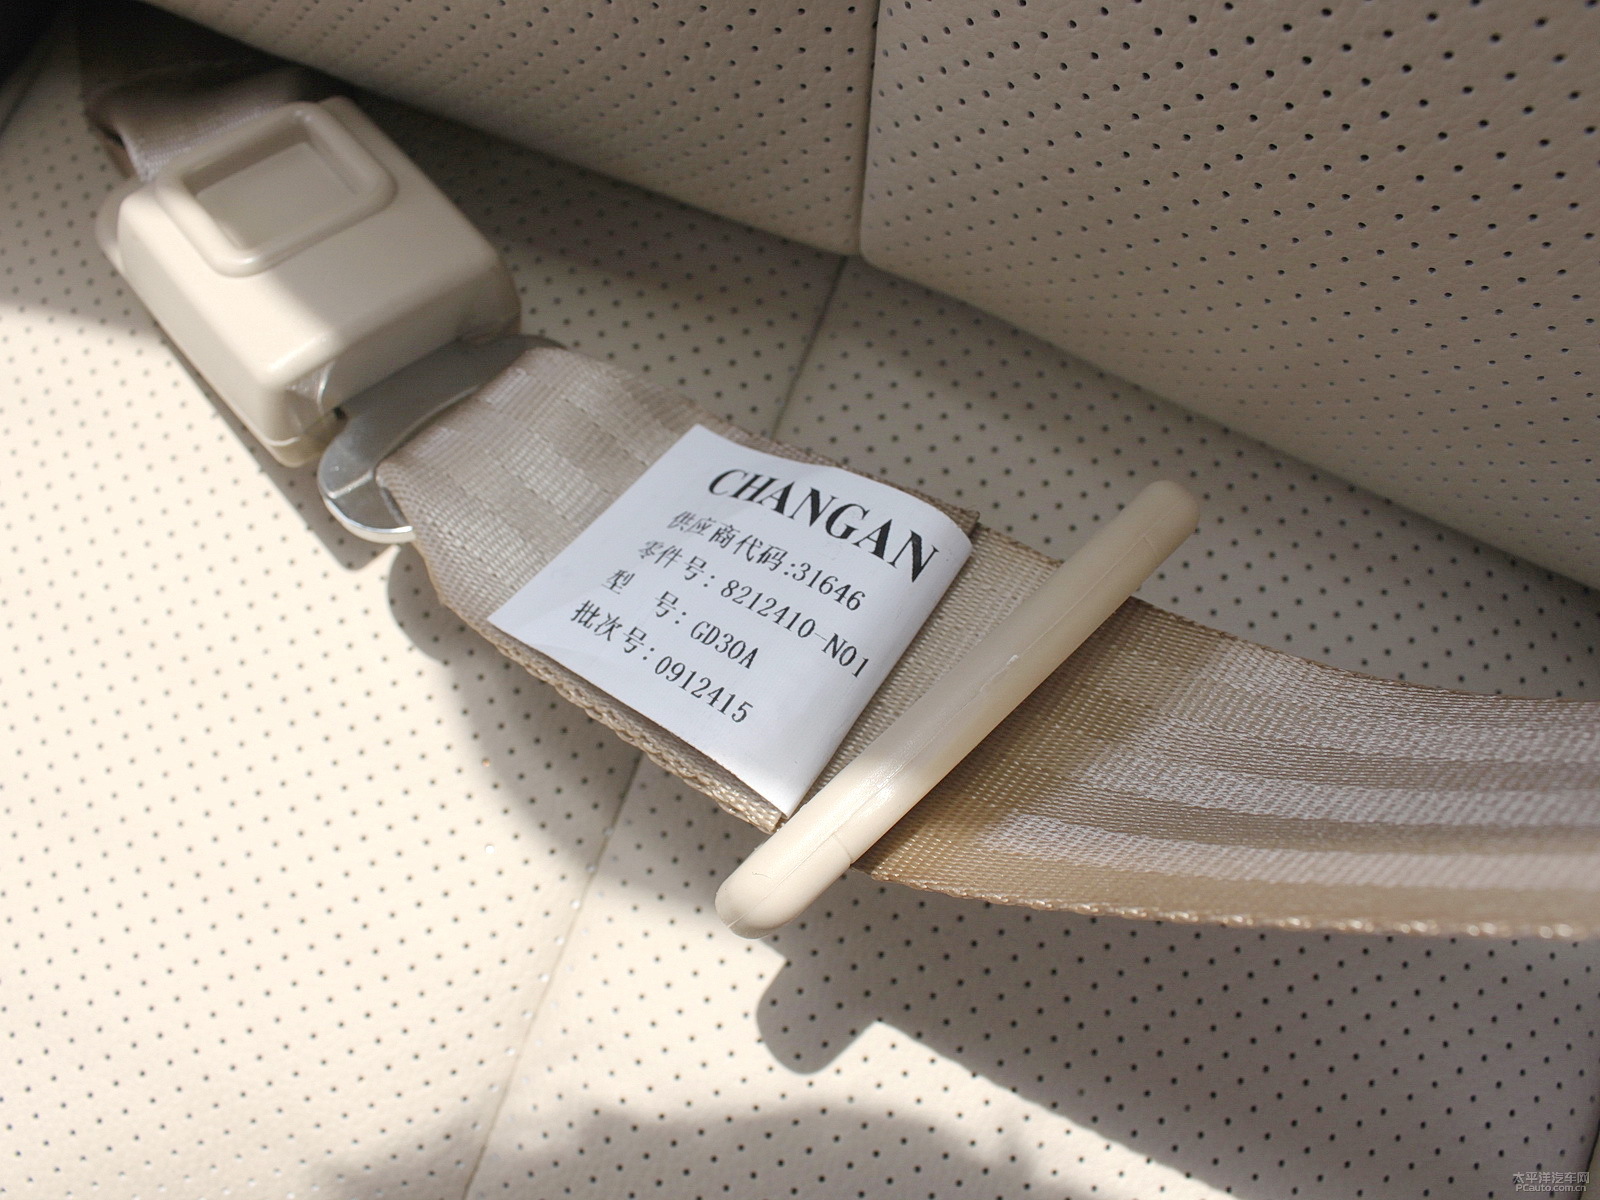 CHANGAN
供应商代码:31646
零件号: 8212410-N01
型 号: GD30A
批次号: 0912415
太平洋汽车网
PCauto.com.cn